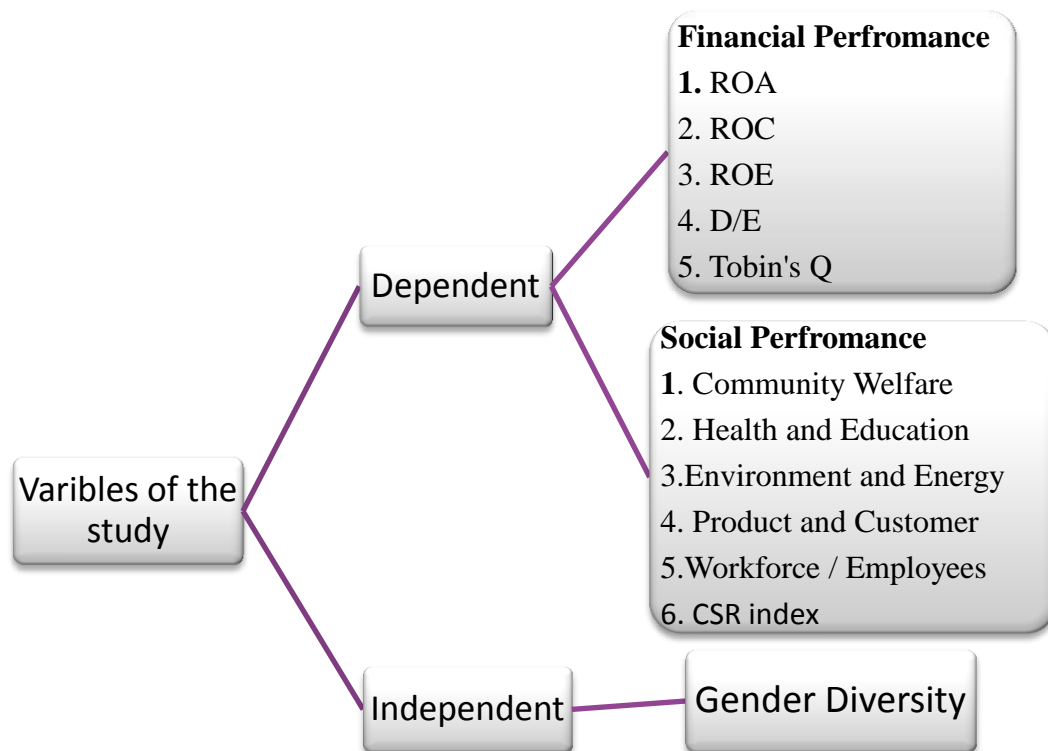 Financial Perfromance
1. ROA
2. ROC
3. ROE
4. D/E
5. Tobin's Q
Dependent
Social Perfromance
1. Community Welfare
2. Health and Education
3.Environment and Energy
4. Product and Customer
5.Workforce / Employees
6. CSR index
Varibles of the
study
Independent
Gender Diversity